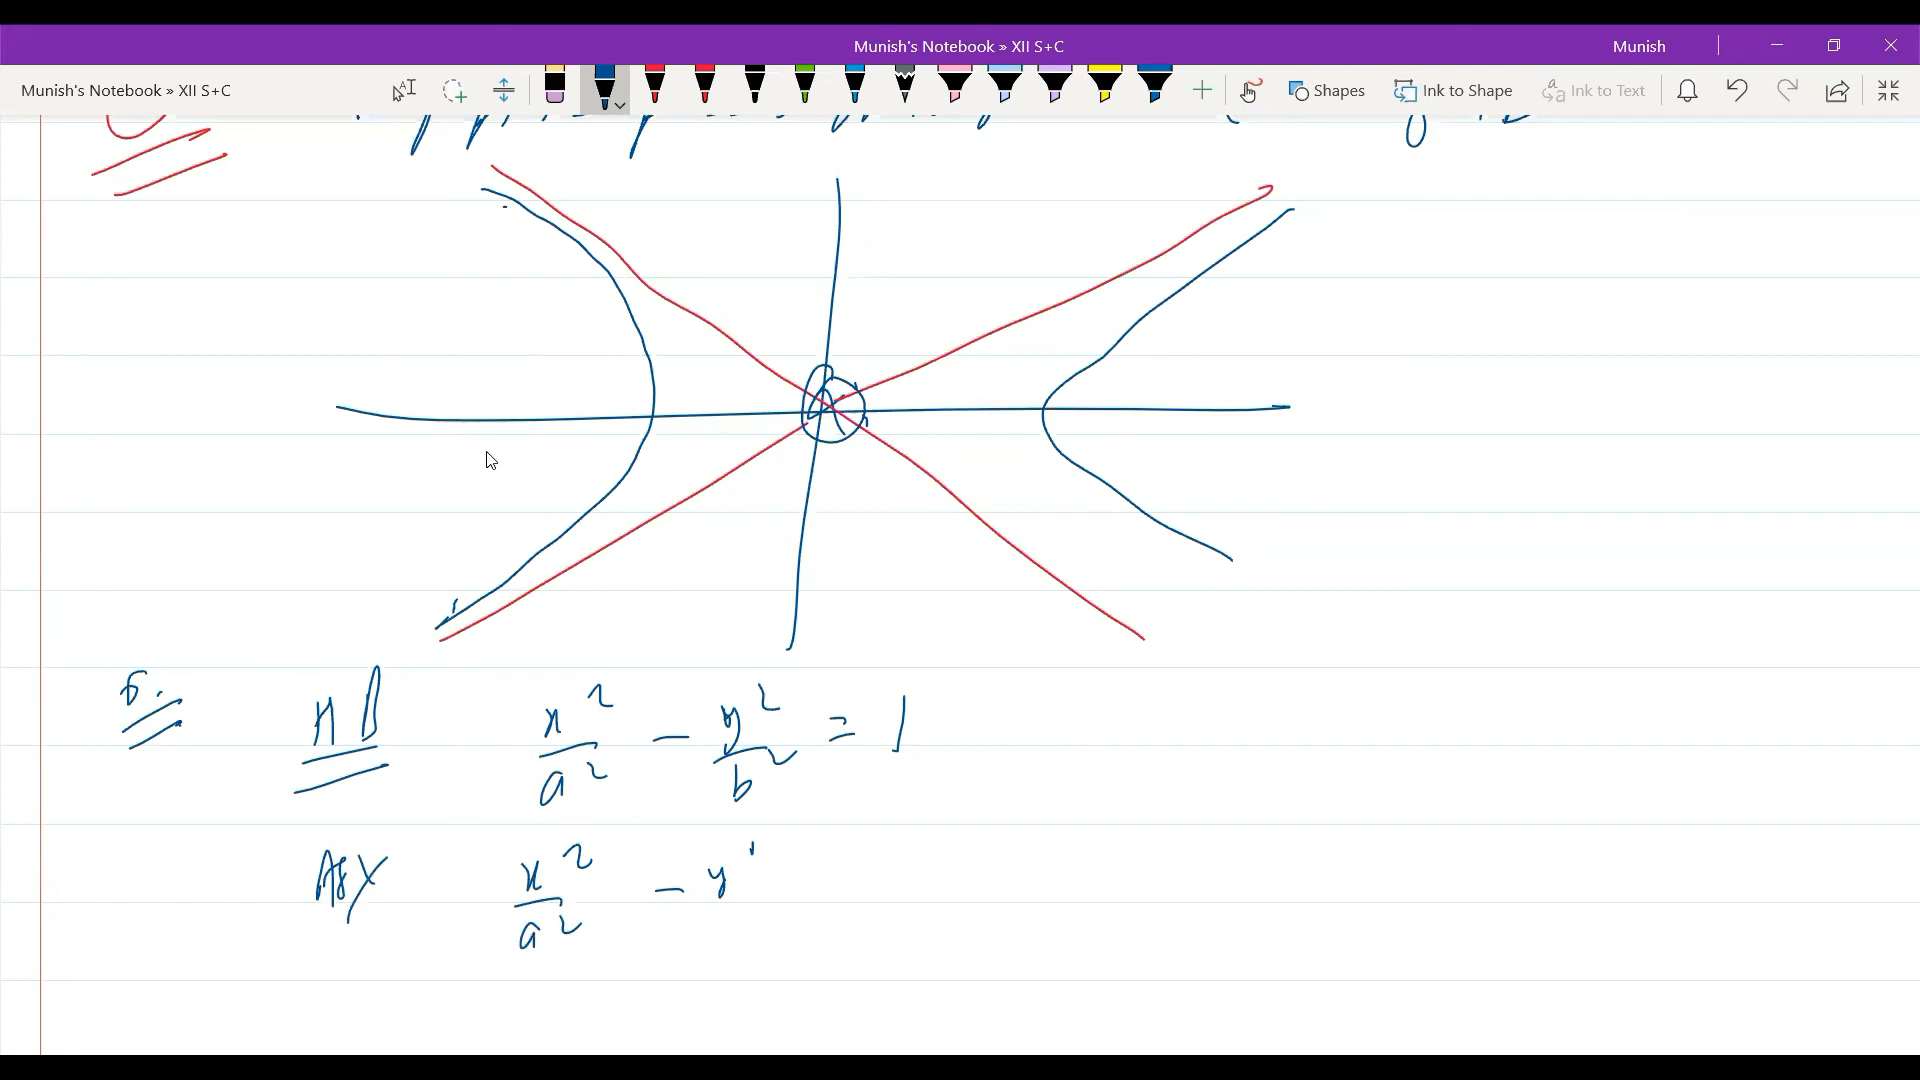 Munish's Notebook » XII S+C
Munish
Munish's Notebook » XII S+C
Shapes
Ink to Shape
Ink to Text
5. HB x²/a² - y²/b² = 1
Asy x²/a² - y